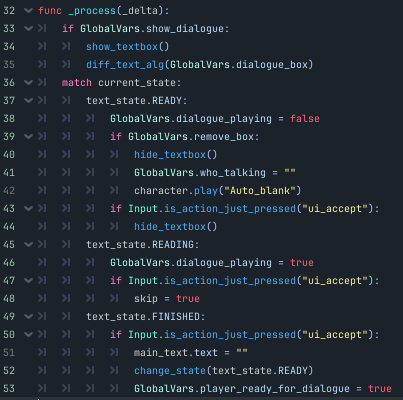 32 func _process(_delta):
33 if GlobalVars.show_dialogue:
34 show_textbox()
35 diff_text_alg(GlobalVars.dialogue_box)
36 match current_state:
37 text_state.READY:
38 GlobalVars.dialogue_playing = false
39 if GlobalVars.remove_box:
40 hide_textbox()
41 GlobalVars.who_talking = ""
42 character.play("Auto_blank")
43 if Input.is_action_just_pressed("ui_accept"):
44 hide_textbox()
45 text_state.READING:
46 GlobalVars.dialogue_playing = true
47 if Input.is_action_just_pressed("ui_accept"):
48 skip = true
49 text_state.FINISHED:
50 if Input.is_action_just_pressed("ui_accept"):
51 main_text.text = ""
52 change_state(text_state.READY)
53 GlobalVars.player_ready_for_dialogue = true